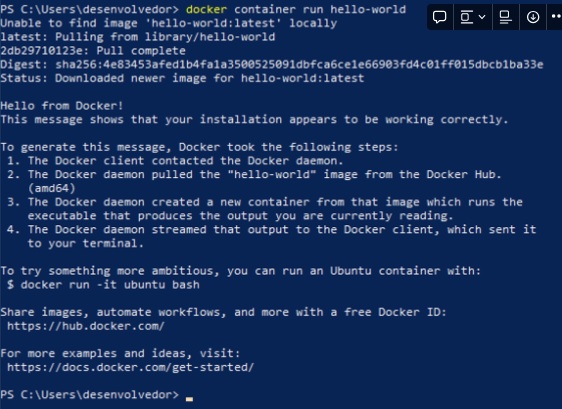 PS C:\Users\desenvolvedor> docker container run hello-world
Unable to find image 'hello-world:latest' locally
latest: Pulling from library/hello-world
2db29710123e: Pull complete
Digest: sha256:4e83453afed1b4fa1a3500525091dbfca6ce1e66903fd4c01ff015dbcb1ba33e
Status: Downloaded newer image for hello-world:latest

Hello from Docker!
This message shows that your installation appears to be working correctly.

To generate this message, Docker took the following steps:
 1. The Docker client contacted the Docker daemon.
 2. The Docker daemon pulled the "hello-world" image from the Docker Hub.
    (amd64)
 3. The Docker daemon created a new container from that image which runs the
    executable that produces the output you are currently reading.
 4. The Docker daemon streamed that output to the Docker client, which sent it
    to your terminal.

To try something more ambitious, you can run an Ubuntu container with:
 $ docker run -it ubuntu bash

Share images, automate workflows, and more with a free Docker ID:
 https://hub.docker.com/

For more examples and ideas, visit:
 https://docs.docker.com/get-started/

PS C:\Users\desenvolvedor>